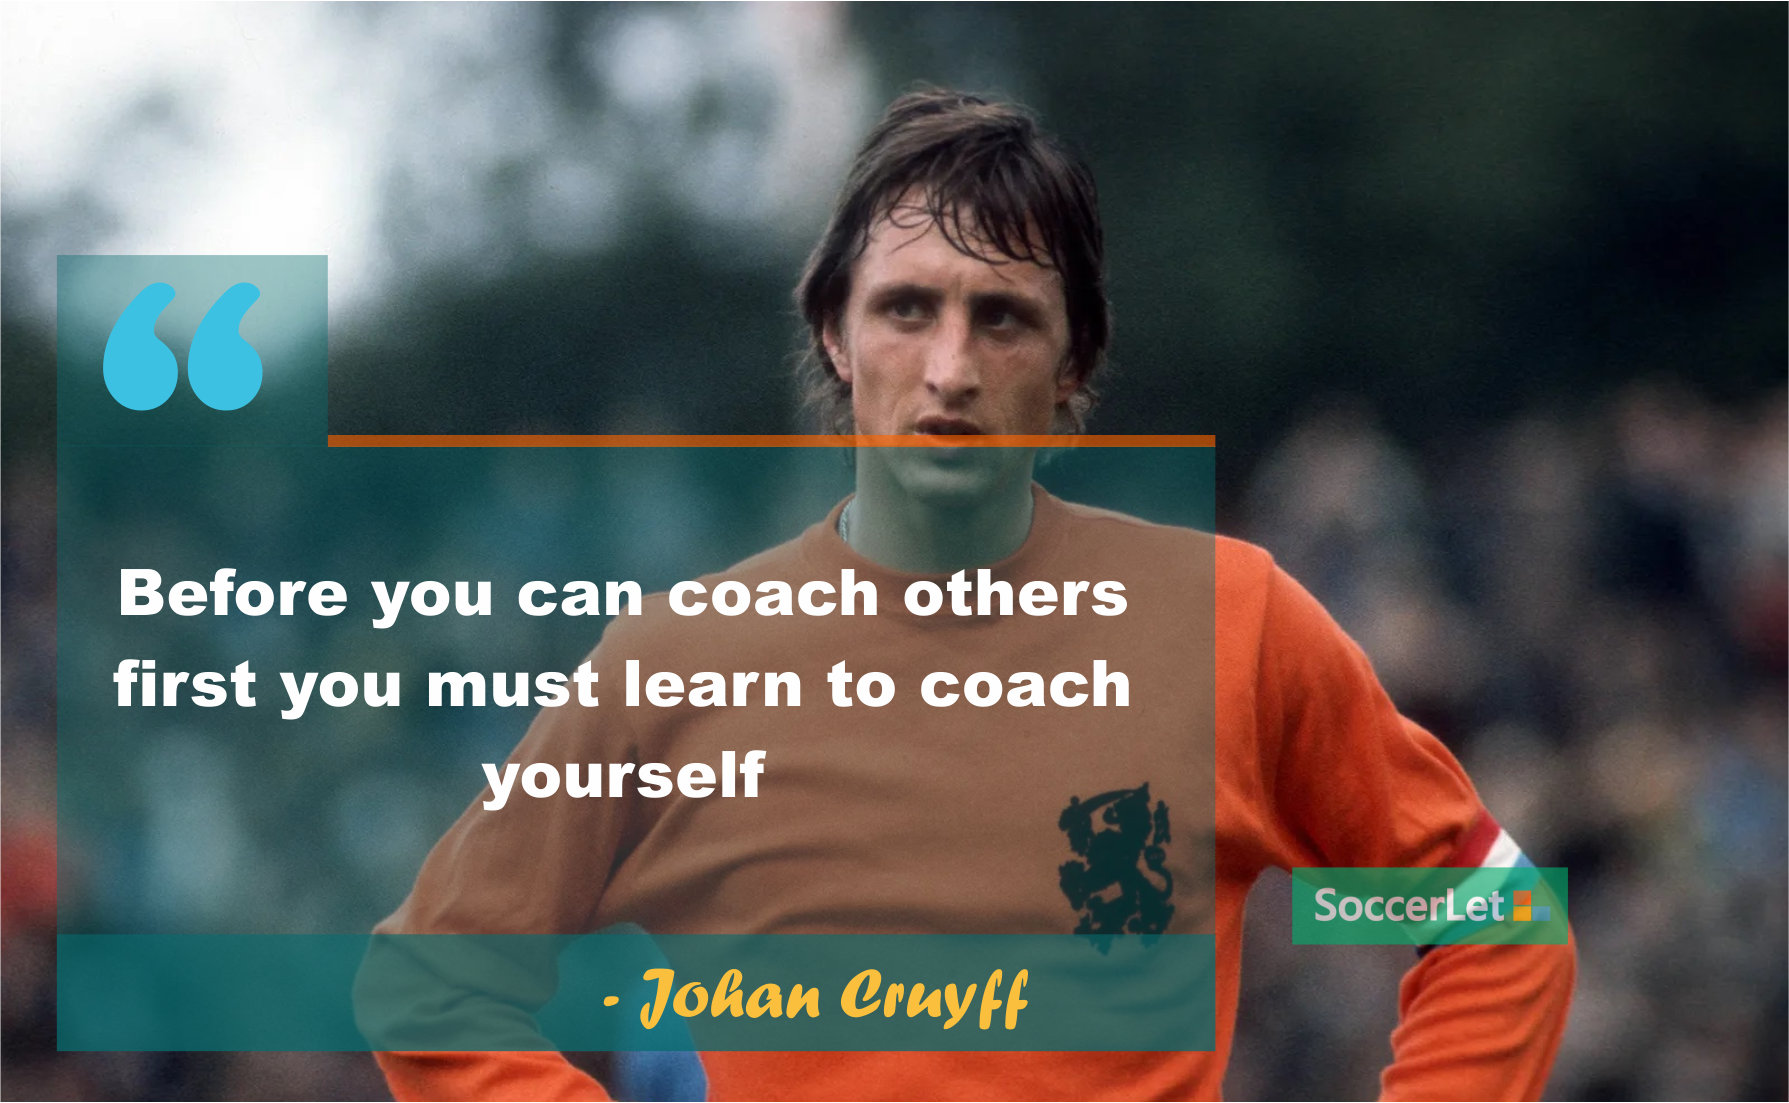 “
Before you can coach others
first you must learn to coach
yourself
- Johan Cruyff
SoccerLet